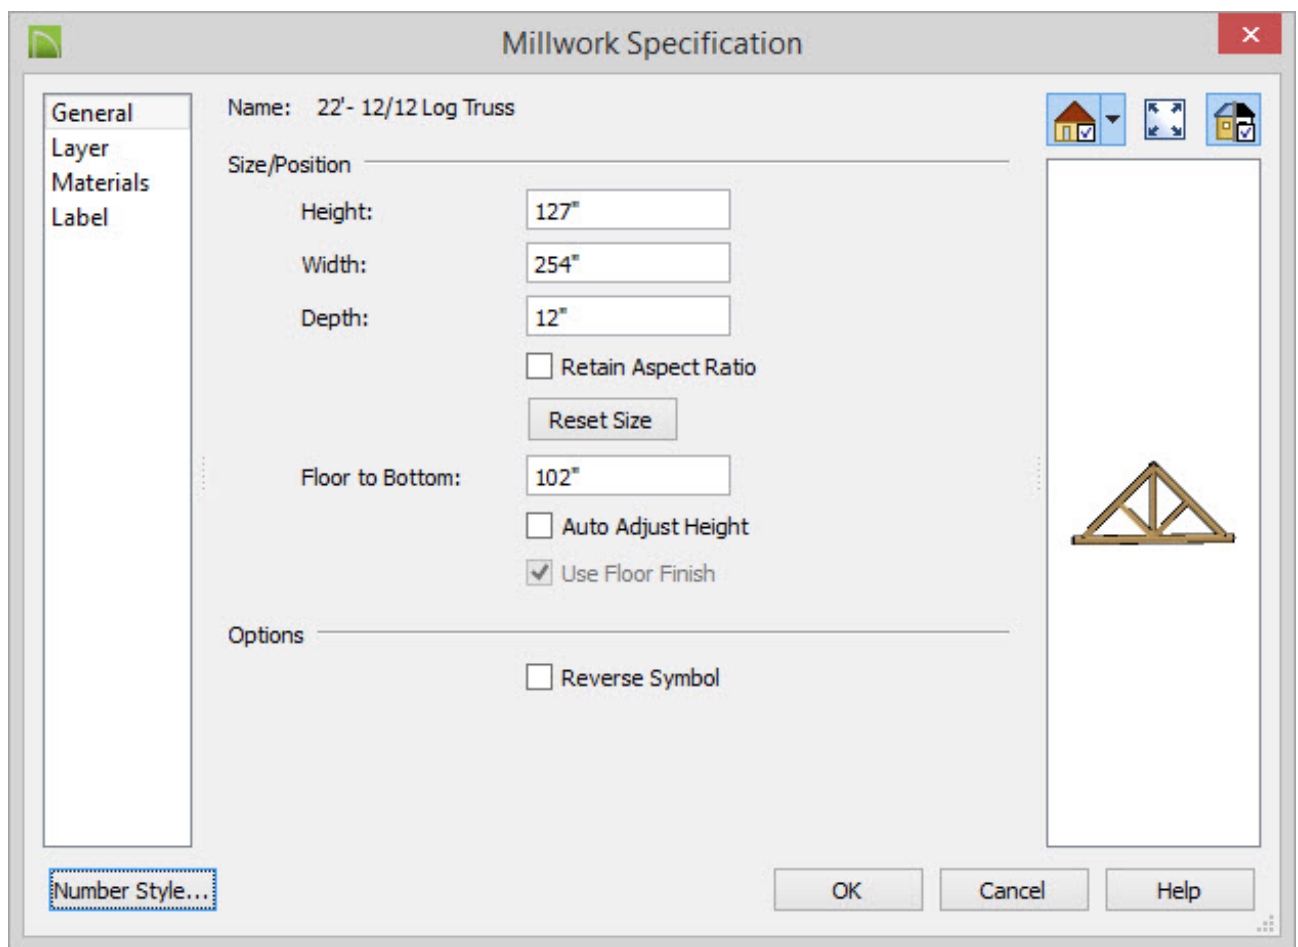 Millwork Specification
General
Layer
Materials
Label
Name: 22'- 12/12 Log Truss
Size/Position
Height: 127"
Width: 254"
Depth: 12"
Retain Aspect Ratio
Reset Size
Floor to Bottom: 102"
Auto Adjust Height
Use Floor Finish
Options
Reverse Symbol
Number Style...
OK
Cancel
Help